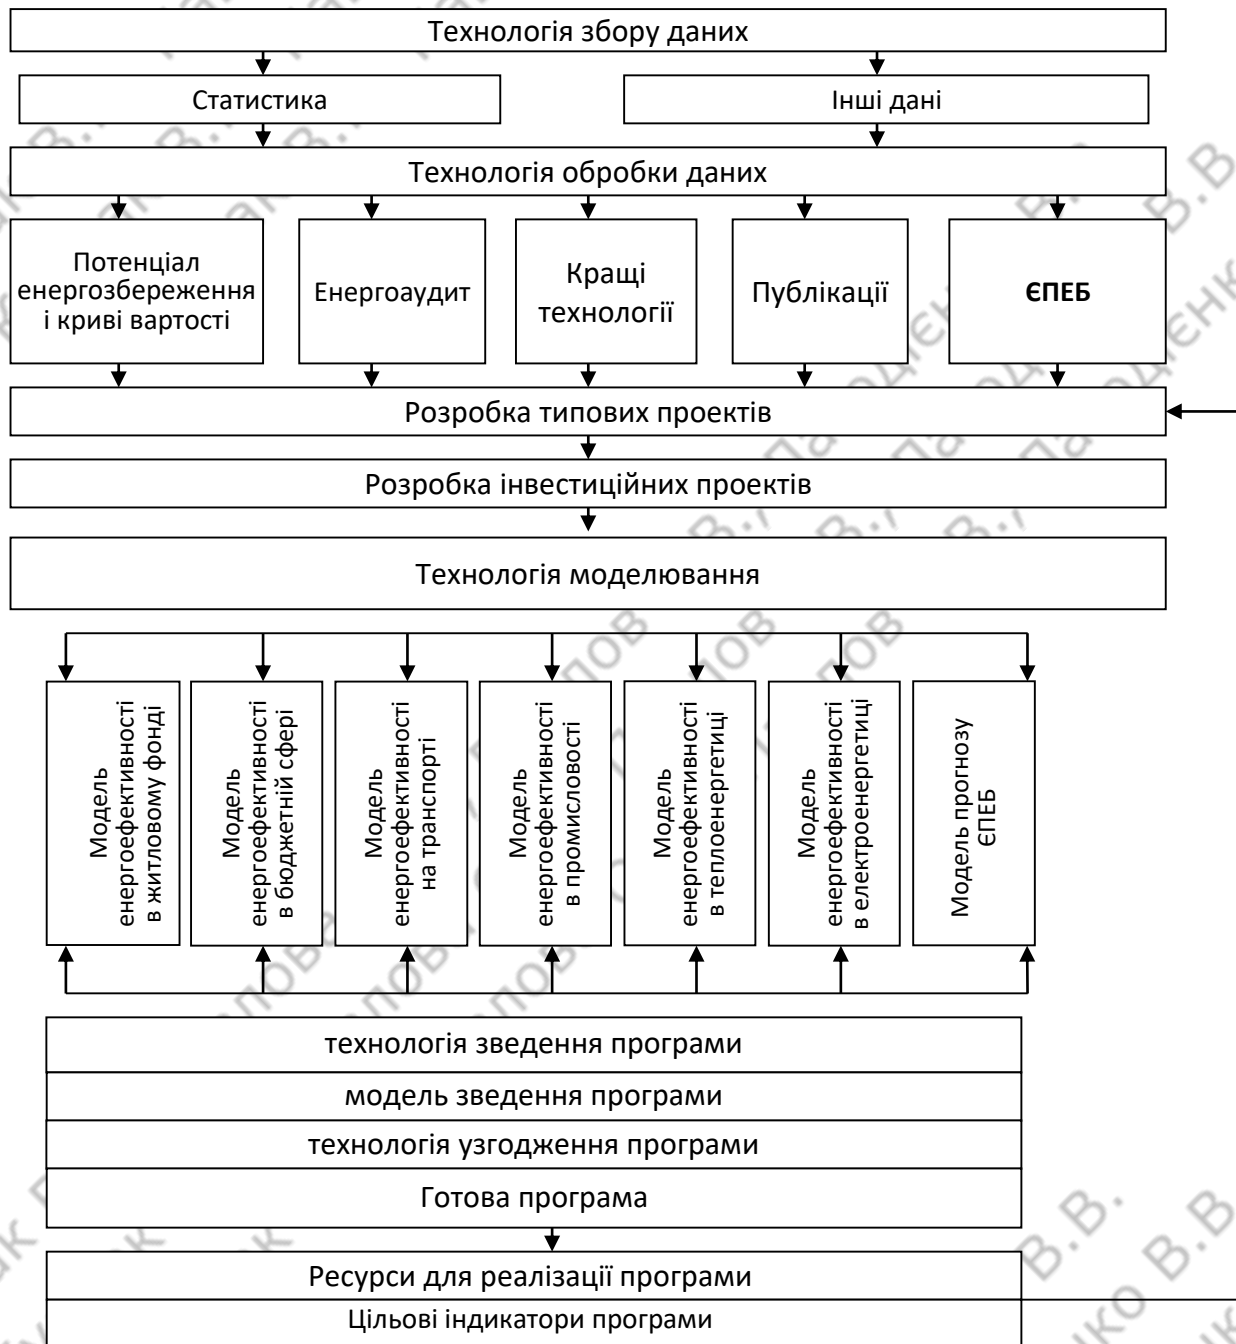 Технологія збору даних
Статистика
Інші дані
Технологія обробки даних
Потенціал
енергозбереження
і криві вартості
Енергоаудит
Кращі
технології
Публікації
ЄПЕБ
Розробка типових проектів
Розробка інвестиційних проектів
Технологія моделювання
Модель
енергоефективності
в житловому фонді
Модель
енергоефективності
в бюджетній сфері
Модель
енергоефективності
на транспорті
Модель
енергоефективності
в промисловості
Модель
енергоефективності
в теплоенергетиці
Модель
енергоефективності
в електроенергетиці
Модель прогнозу
ЄПЕБ
технологія зведення програми
модель зведення програми
технологія узгодження програми
Готова програма
Ресурси для реалізації програми
Цільові індикатори програми